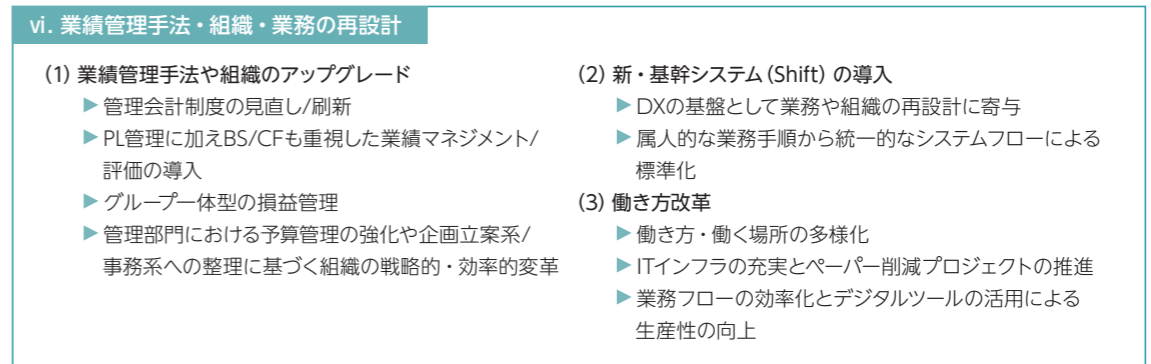 vi. 業績管理手法・組織・業務の再設計
(1) 業績管理手法や組織のアップグレード
▶ 管理会計制度の見直し/刷新
▶ PL管理に加えBS/CFも重視した業績マネジメント/
評価の導入
▶ グループ一体型の損益管理
▶ 管理部門における予算管理の強化や企画立案系/
事務系への整理に基づく組織の戦略的・効率的変革
(2) 新・基幹システム(Shift) の導入
▶ DXの基盤として業務や組織の再設計に寄与
▶ 属人的な業務手順から統一的なシステムフローによる
標準化
(3) 働き方改革
▶ 働き方・働く場所の多様化
▶ ITインフラの充実とペーパー削減プロジェクトの推進
▶ 業務フローの効率化とデジタルツールの活用による
生産性の向上